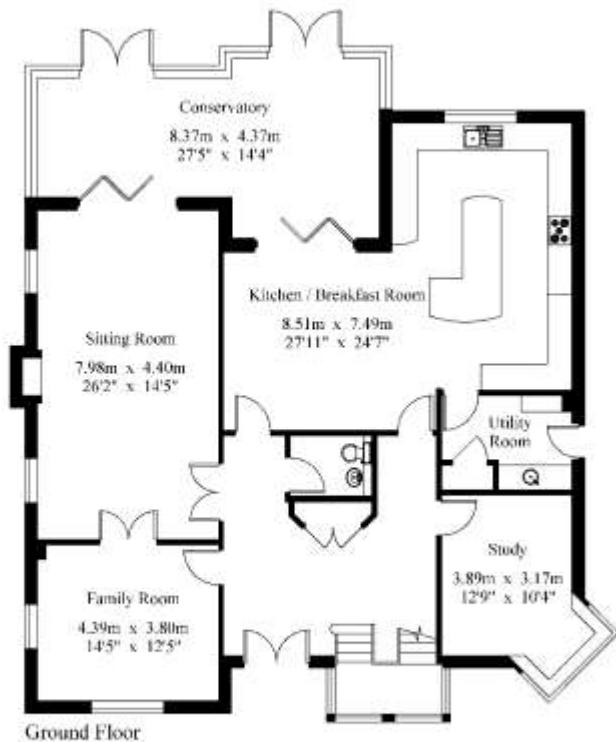 Conservatory
8.37m x 4.37m
27'5" x 14'4"
Kitchen / Breakfast Room
8.51m x 7.49m
27'11" x 24'7"
Sitting Room
7.98m x 4.40m
26'2" x 14'5"
Utility
Room
Study
3.89m x 3.17m
12'9" x 10'4"
Family Room
4.39m x 3.80m
14'5" x 12'5"
Ground Floor